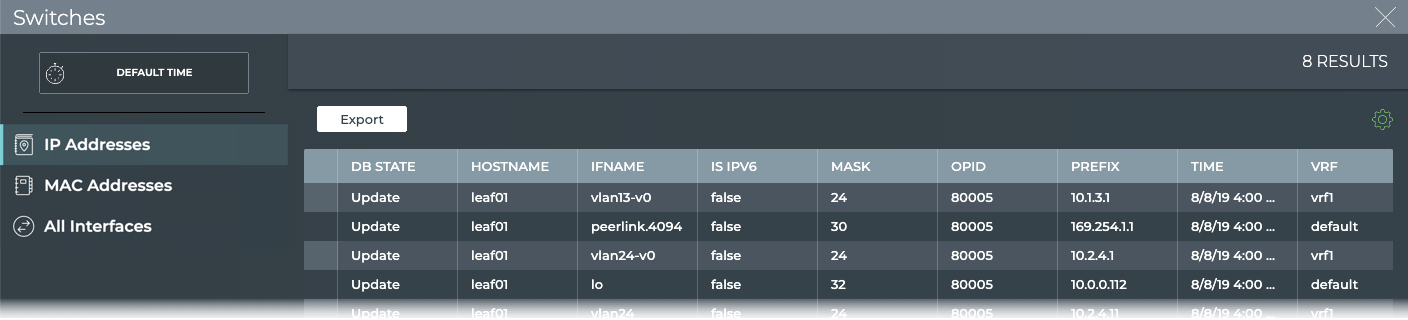 Switches
DEFAULT TIME
8 RESULTS
IP Addresses
MAC Addresses
All Interfaces
Export
DB STATE HOSTNAME IFNAME IS IPV6 MASK OPID PREFIX TIME VRF
Update leaf01 vlan13-v0 false 24 80005 10.1.3.1 8/8/19 4:00 ... vrf1
Update leaf01 peerlink.4094 false 30 80005 169.254.1.1 8/8/19 4:00 ... default
Update leaf01 vlan24-v0 false 24 80005 10.2.4.1 8/8/19 4:00 ... vrf1
Update leaf01 lo false 32 80005 10.0.0.112 8/8/19 4:00 ... default
Update leaf01 vlan24 false 24 80005 10.2.4.11 8/8/19 4:00 ... vrf1